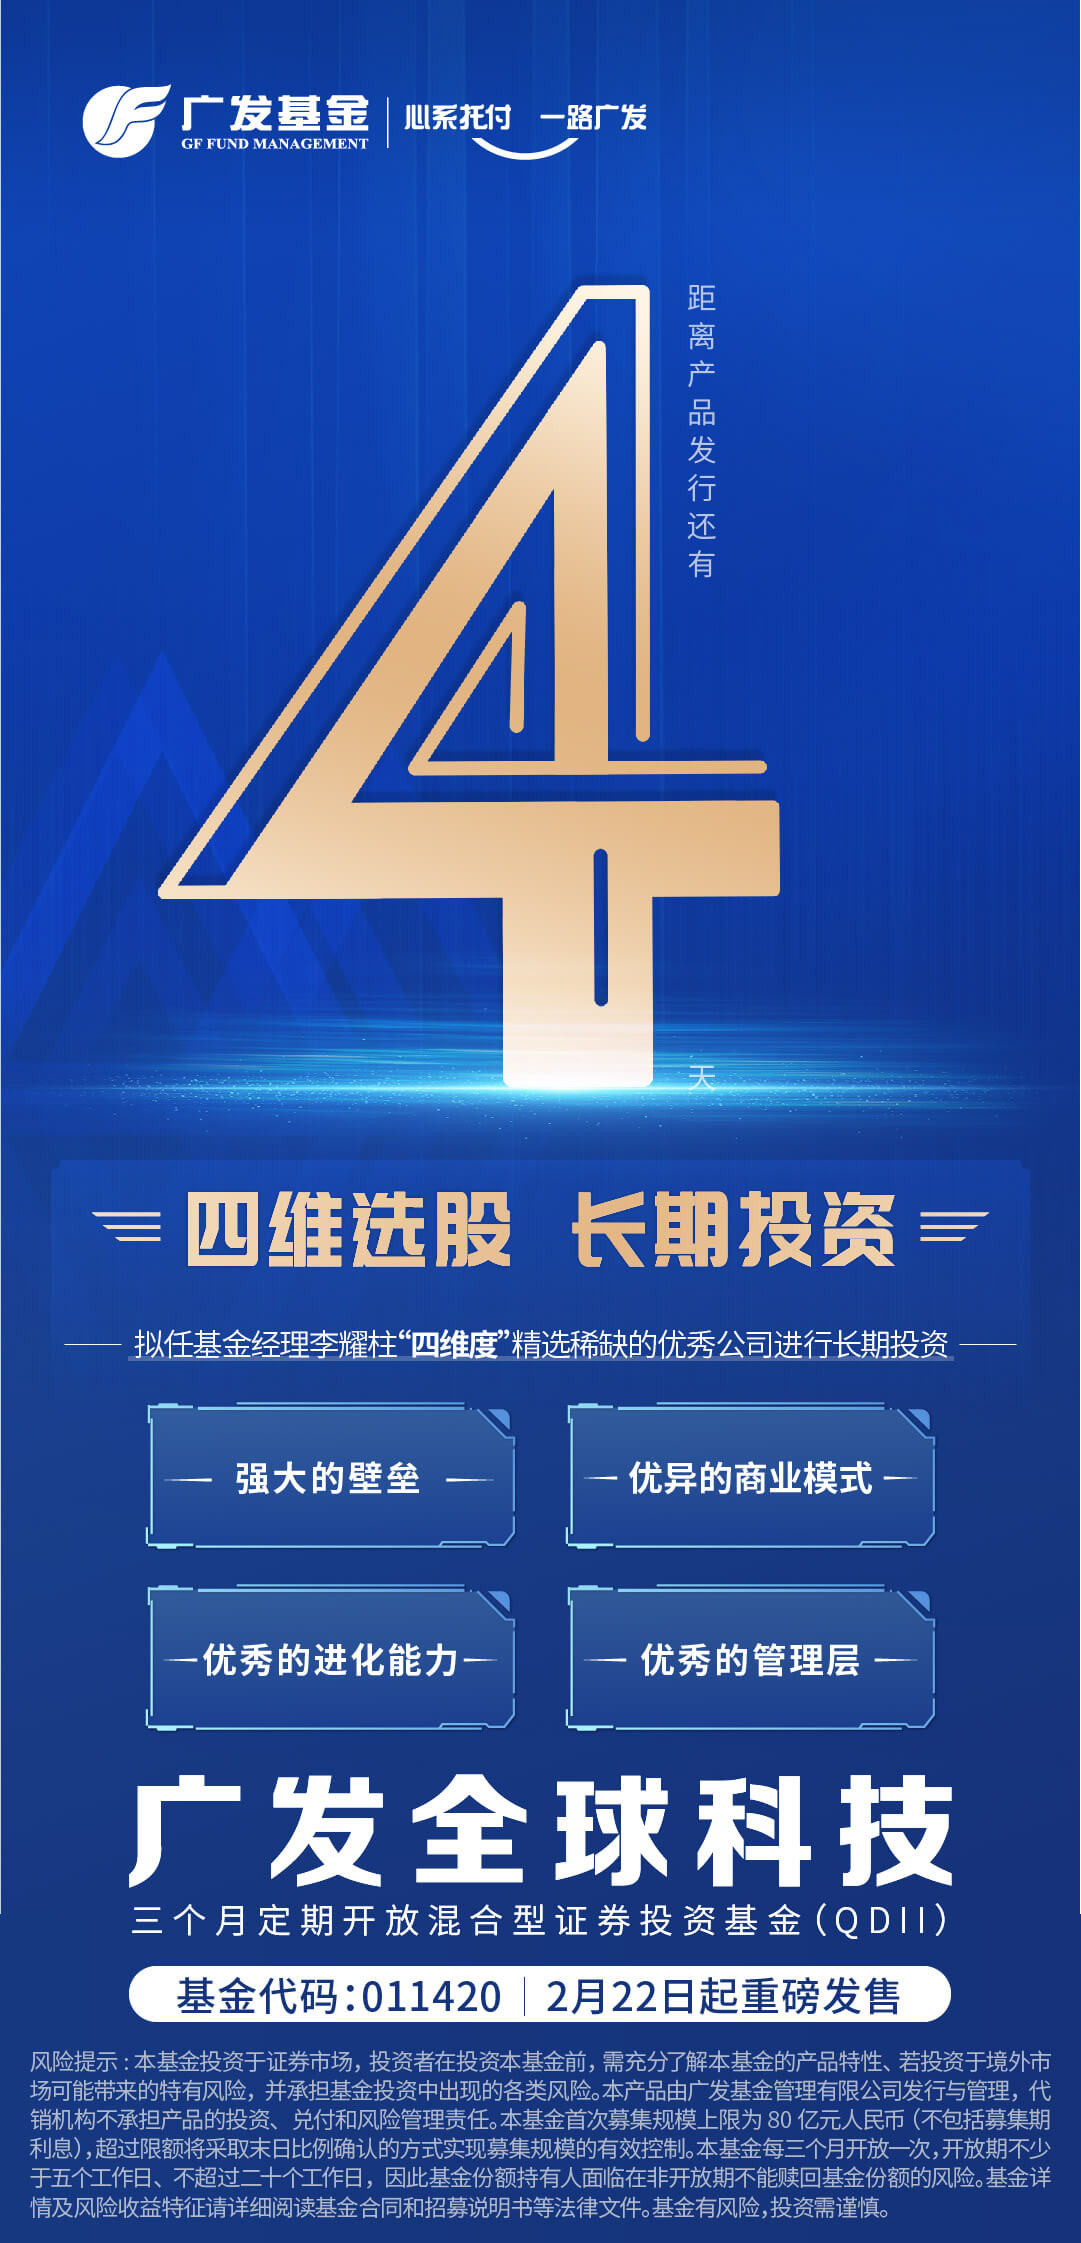 广发基金
GF FUND MANAGEMENT
心系托付 一路广发
距离产品发行还有
4
天
四维选股 长期投资
拟任基金经理李耀柱“四维度”精选稀缺的优秀公司进行长期投资
强大的壁垒
优异的商业模式
优秀的进化能力
优秀的管理层
广发全球科技
三个月定期开放混合型证券投资基金(QDII)
基金代码:011420|2月22日起重磅发售
风险提示:本基金投资于证券市场,投资者在投资本基金前,需充分了解本基金的产品特性、若投资于境外市
场可能带来的特有风险,并承担基金投资中出现的各类风险。本产品由广发基金管理有限公司发行与管理,代
销机构不承担产品的投资、兑付和风险管理责任。本基金首次募集规模上限为80亿元人民币(不包括募集期
利息),超过限额将采取末日比例确认的方式实现募集规模的有效控制。本基金每三个月开放一次,开放期不少
于五个工作日、不超过二十个工作日,因此基金份额持有人面临在非开放期不能赎回基金份额的风险。基金详
情及风险收益特征请详细阅读基金合同和招募说明书等法律文件。基金有风险,投资需谨慎。